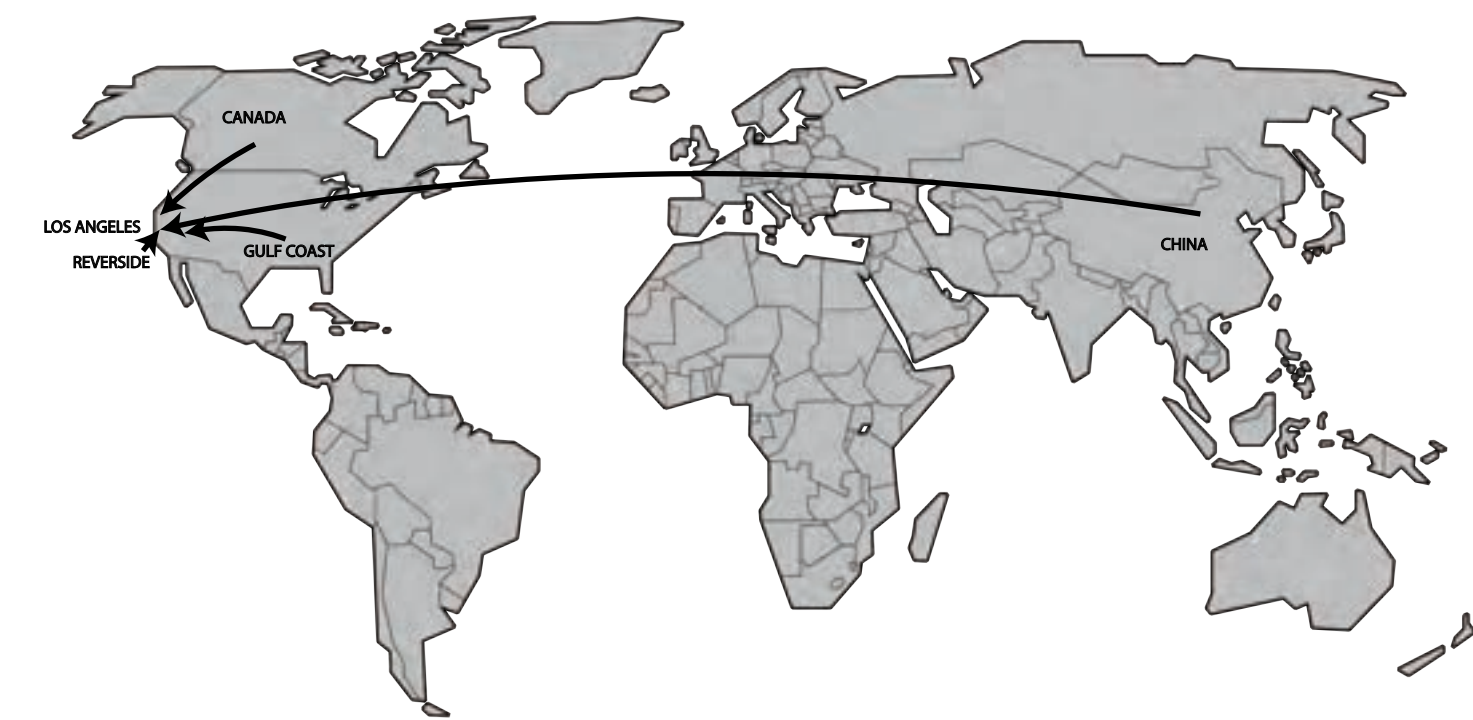 CANADA
LOS ANGELES
REVERSIDE
GULF COAST
CHINA